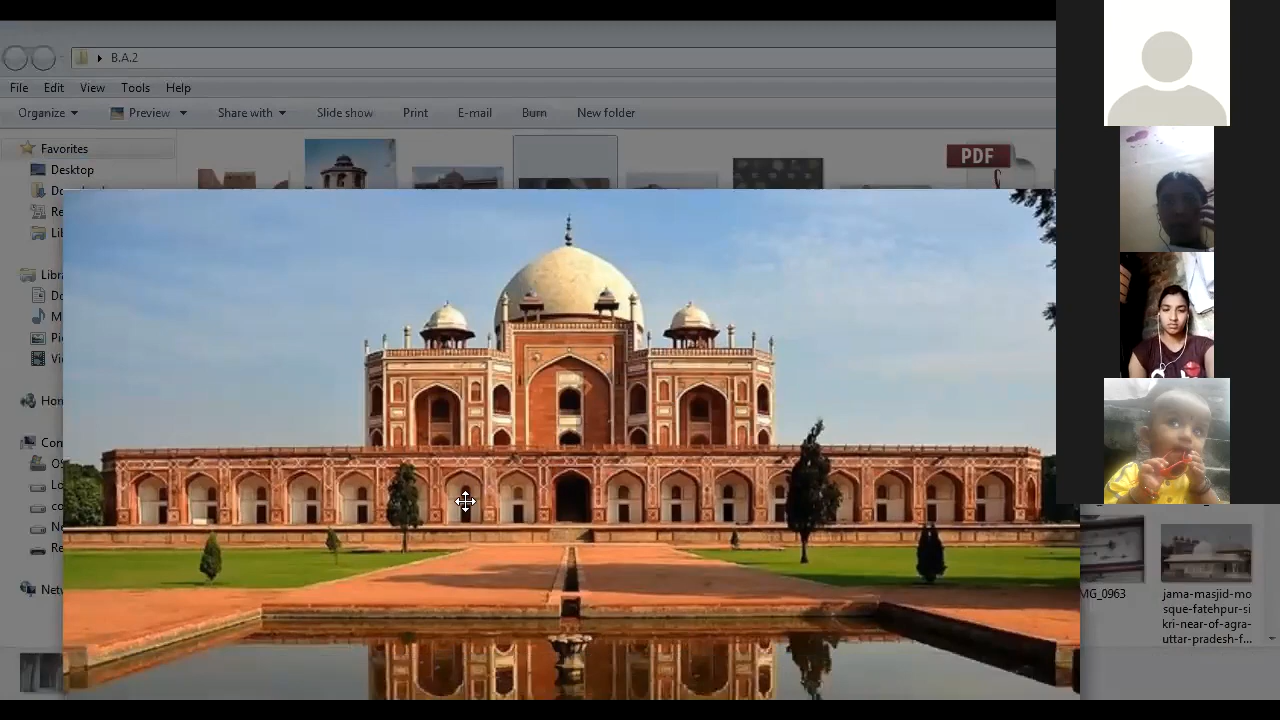 B.A.2
File Edit View Tools Help
Organize Preview Share with Slide show Print E-mail Burn New folder
Favorites
Desktop
PDF
MG_0963
jama-masjid-mo
sque-fatehpur-si
kri-near-of-agra-
uttar-pradesh-f...